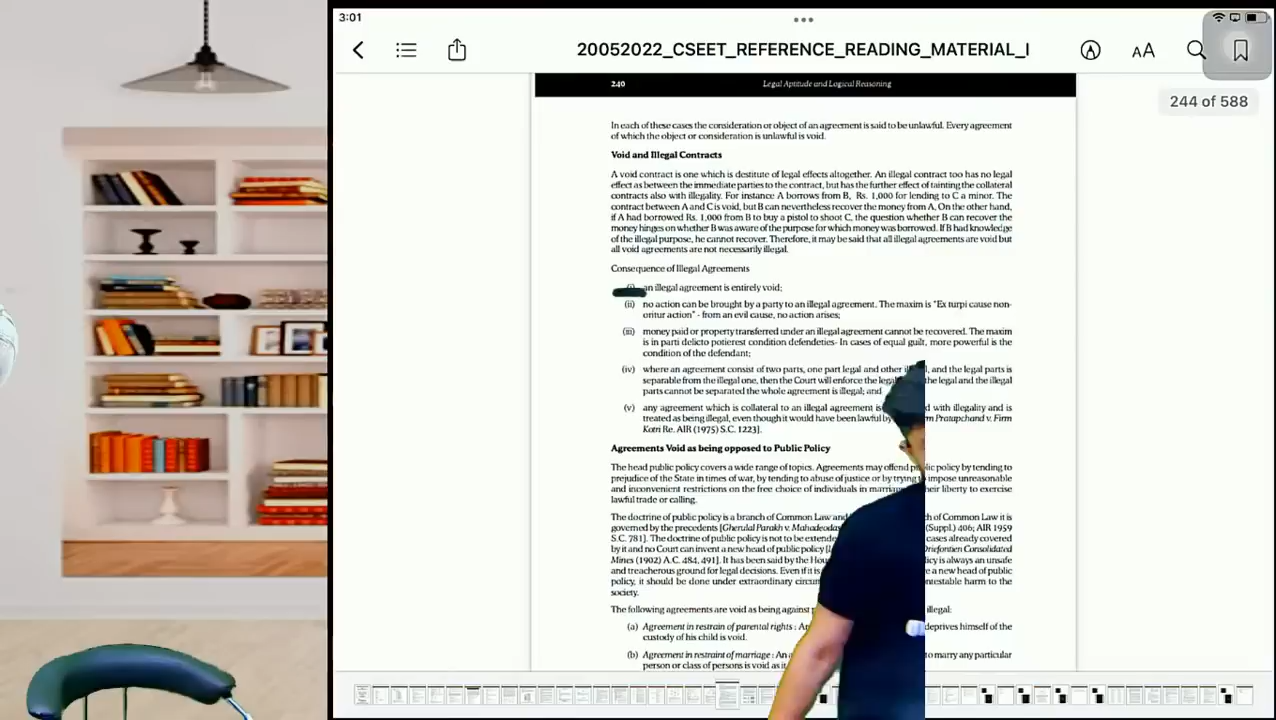 3:01
20052022_CSEET_REFERENCE_READING_MATERIAL_I
AA
244 of 588
240 Legal Aptitude and Logical Reasoning
In each of these cases the consideration or object of an agreement is said to be unlawful. Every agreement
of which the object or consideration is unlawful is void.
Void and Illegal Contracts
A void contract is one which is destitute of legal effects altogether. An illegal contract too has no legal
effect as between the immediate parties to the contract, but has the further effect of tainting the collateral
contracts also with illegality. For instance A borrows from B, Rs. 1,000 for lending to C a minor. The
contract between A and C is void, but B can nevertheless recover the money from A. On the other hand,
if A had borrowed Rs. 1,000 from B to buy a pistol to shoot C, the question whether B can recover the
money hinges on whether B was aware of the purpose for which money was borrowed. If B had knowledge
of the illegal purpose, he cannot recover. Therefore, it may be said that all illegal agreements are void but
all void agreements are not necessarily illegal.
Consequence of Illegal Agreements
(i) an illegal agreement is entirely void;
(ii) no action can be brought by a party to an illegal agreement. The maxim is "Ex turpi cause non-
oritur action" - from an evil cause, no action arises;
(iii) money paid or property transferred under an illegal agreement cannot be recovered. The maxim
is in parti delicto potierest condition defendeties- In cases of equal guilt, more powerful is the
condition of the defendant;
(iv) where an agreement consist of two parts, one part legal and other and the legal parts is
separable from the illegal one, then the Court will enforce the legal the legal and the illegal
parts cannot be separated the whole agreement is illegal; and
(v) any agreement which is collateral to an illegal agreement is with illegality and is
treated as being illegal, even though it would have been lawful by Protapchand v. Firm
Kotri Re. AIR (1975) S.C. 1223].
Agreements Void as being opposed to Public Policy
The head public policy covers a wide range of topics. Agreements may offend public policy by tending to
prejudice of the State in times of war, by tending to abuse of justice or by trying to impose unreasonable
and inconvenient restrictions on the free choice of individuals in marriage their liberty to exercise
lawful trade or calling.
The doctrine of public policy is a branch of Common Law and of Common Law it is
governed by the precedents [Gherulal Parakh v. Mahadeodas (Suppl.) 406; AIR 1959
S.C. 781]. The doctrine of public policy is not to be cases already covered
by it and no Court can invent a new head of public policy Driefontien Consolidated
Mines (1902) A.C. 484, 491]. It has been said by the is always an unsafe
and treacherous ground for legal decisions. Even if it is a new head of public
policy, it should be done under extraordinary harm to the
society.
The following agreements are void as being against illegal:
(a) Agreement in restrain of parental rights : deprives himself of the
custody of his child is void.
(b) Agreement in restraint of marriage : An to marry any particular
person or class of persons is void as it